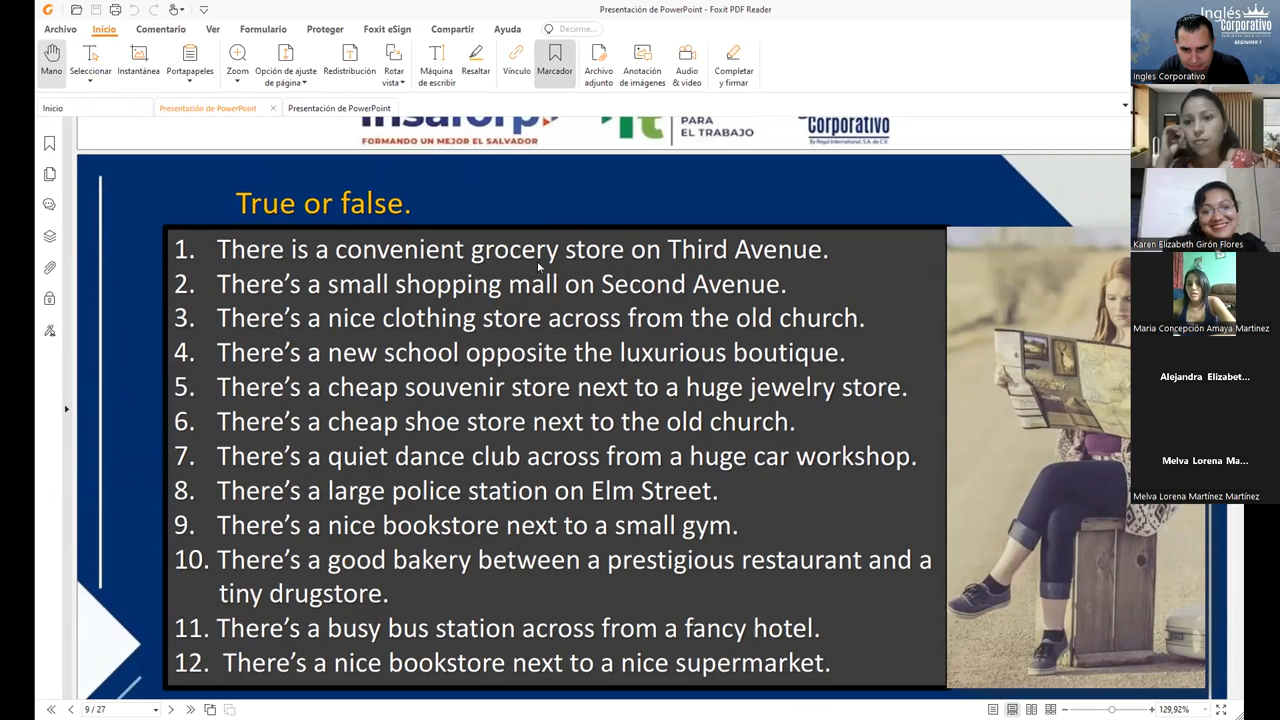 Presentación de PowerPoint - Foxit PDF Reader
Archivo Inicio Comentario Ver Formulario Proteger Foxit eSign Compartir Ayuda Decirme...
Mano Seleccionar Instantánea Portapapeles Zoom Opción de ajuste de página Redistribución Rotar vista Máquina de escribir Resaltar Vínculo Marcador Archivo adjunto Anotación de imágenes Audio & video Completar y firmar
Inicio Presentación de PowerPoint Presentación de PowerPoint
FORMANDO UN MEJOR EL SALVADOR
PARA
EL TRABAJO
Corporativo
True or false.
1. There is a convenient grocery store on Third Avenue.
2. There's a small shopping mall on Second Avenue.
3. There's a nice clothing store across from the old church.
4. There's a new school opposite the luxurious boutique.
5. There's a cheap souvenir store next to a huge jewelry store.
6. There's a cheap shoe store next to the old church.
7. There's a quiet dance club across from a huge car workshop.
8. There's a large police station on Elm Street.
9. There's a nice bookstore next to a small gym.
10. There's a good bakery between a prestigious restaurant and a
tiny drugstore.
11. There's a busy bus station across from a fancy hotel.
12. There's a nice bookstore next to a nice supermarket.
9 / 27
129,92%
Inglés
Corporativo
BEGINNER 1
Ingles Corporativo
Karen Elizabeth Girón Flores
Maria Concepción Amaya Martinez
Alejandra Elizabet...
Melva Lorena Ma...
Melva Lorena Martínez Martínez